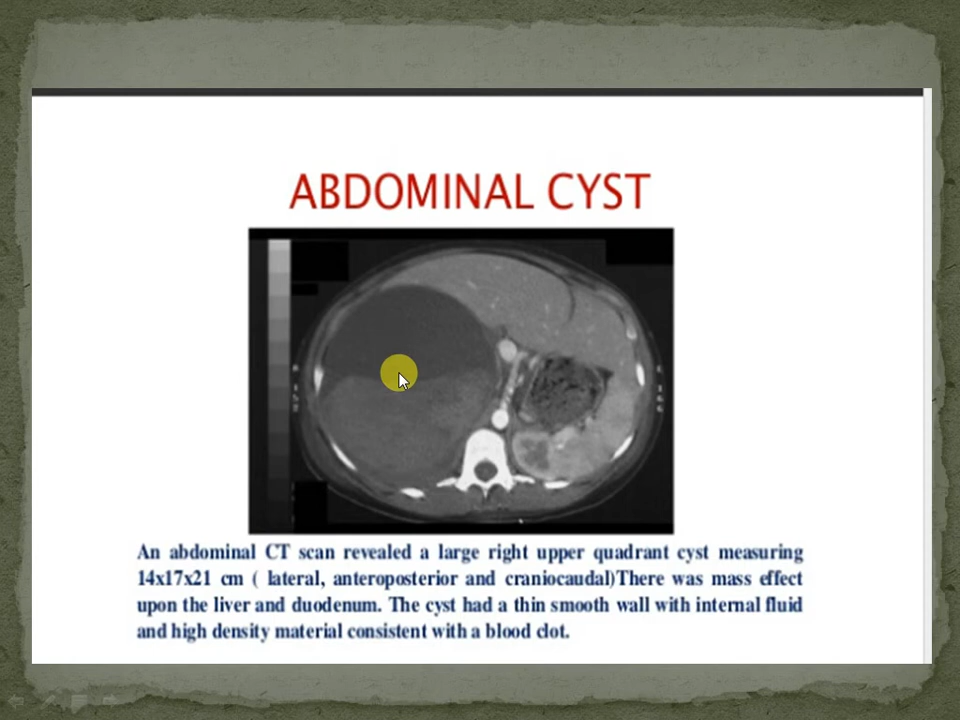 ABDOMINAL CYST
An abdominal CT scan revealed a large right upper quadrant cyst measuring
14x17x21 cm ( lateral, anteroposterior and craniocaudal)There was mass effect
upon the liver and duodenum. The cyst had a thin smooth wall with internal fluid
and high density material consistent with a blood clot.